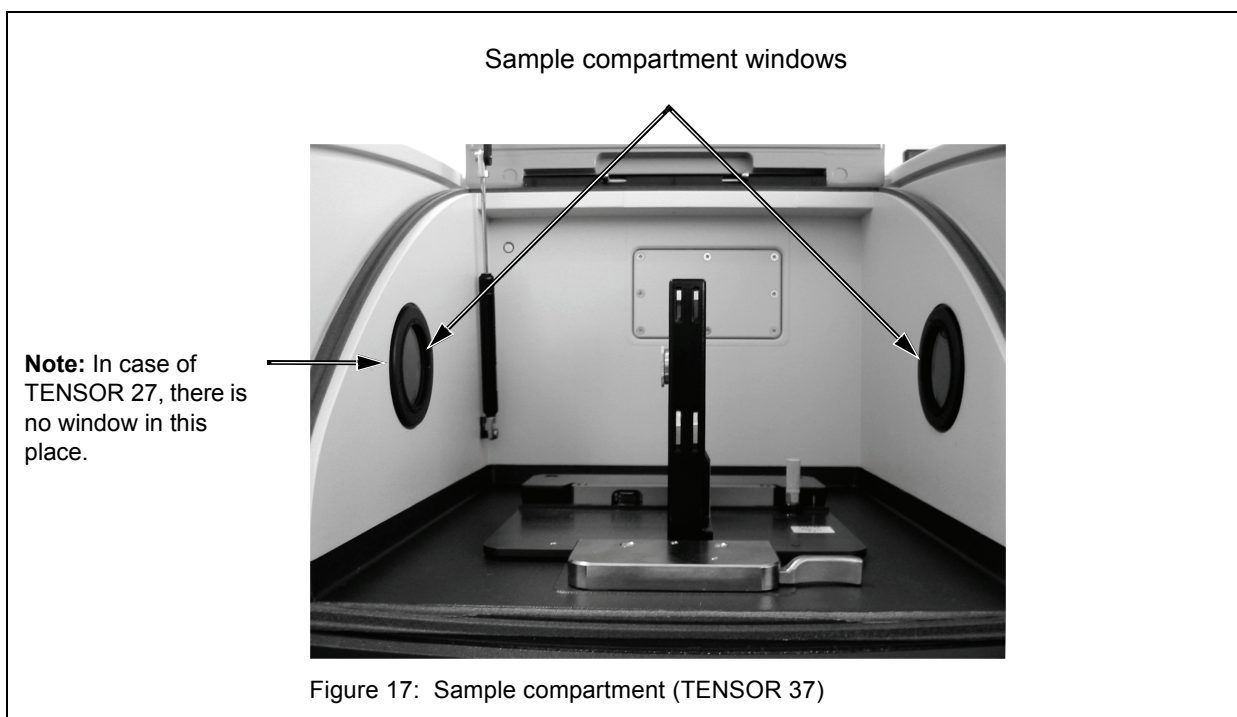 Sample compartment windows
Note: In case of
TENSOR 27, there is
no window in this
place.
Figure 17: Sample compartment (TENSOR 37)